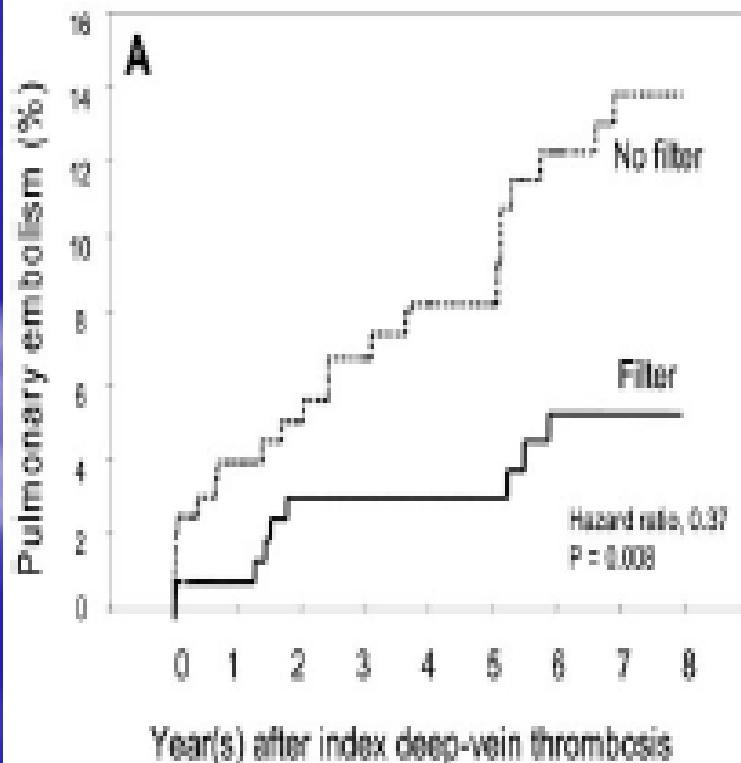 A
Pulmonary embolism (%)
16
14
12
10
8
6
4
2
0
No filter
Filter
Hazard ratio, 0.37
P = 0.008
0 1 2 3 4 5 6 7 8
Year(s) after index deep-vein thrombosis